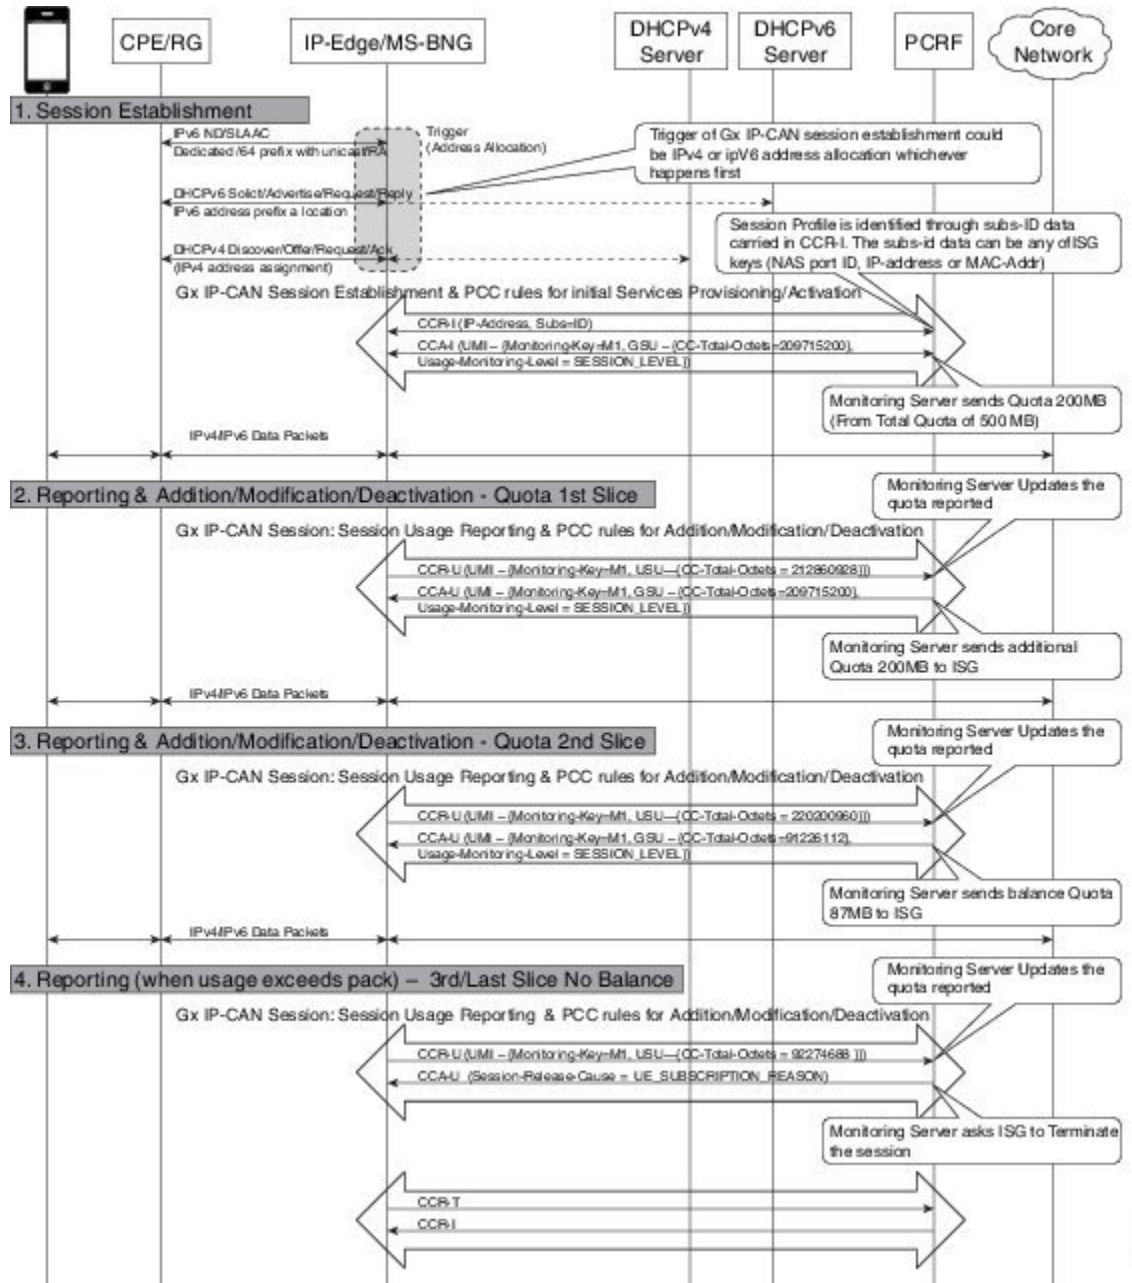 CPE/RG
IP-Edge/MS-BNG
DHCPv4
Server
DHCPv6
Server
PCRF
Core
Network
1. Session Establishment
IPv6 ND/SLAAC
Dedicated /64 prefix with unicast/RA
Trigger
(Address Allocation)
Trigger of Gx IP-CAN session establishment could
be IPv4 or ipV6 address allocation whichever
happens first
DHCPv6 Solict/Advertise/Request/Reply
IPv6 address prefix a location
Session Profile is identified through subs-ID data
carried in CCR-I. The subs-id data can be any of ISG
keys (NAS port ID, IP-address or MAC-Addr)
DHCPv4 Discover/Offer/Request/Ack
(IPv4 address assignment)
Gx IP-CAN Session Establishment & PCC rules for initial Services Provisioning/Activation
CCR-I (IP-Address, Subs=ID)
CCA-I (UMI – {Monitoring-Key=M1, GSU – {CC-Total-Octets=209715200},
Usage-Monitoring-Level = SESSION_LEVEL})
Monitoring Server sends Quota 200MB
(From Total Quota of 500 MB)
IPv4/IPv6 Data Packets
2. Reporting & Addition/Modification/Deactivation - Quota 1st Slice
Monitoring Server Updates the
quota reported
Gx IP-CAN Session: Session Usage Reporting & PCC rules for Addition/Modification/Deactivation
CCR-U (UMI – {Monitoring-Key=M1, USU—{CC-Total-Octets = 212860928}})
CCA-U (UMI – {Monitoring-Key=M1, GSU – {CC-Total-Octets=209715200},
Usage-Monitoring-Level = SESSION_LEVEL})
Monitoring Server sends additional
Quota 200MB to ISG
IPv4/IPv6 Data Packets
3. Reporting & Addition/Modification/Deactivation - Quota 2nd Slice
Monitoring Server Updates the
quota reported
Gx IP-CAN Session: Session Usage Reporting & PCC rules for Addition/Modification/Deactivation
CCR-U (UMI – {Monitoring-Key=M1, USU—{CC-Total-Octets = 220200960}})
CCA-U (UMI – {Monitoring-Key=M1, GSU – {CC-Total-Octets=91226112},
Usage-Monitoring-Level = SESSION_LEVEL})
Monitoring Server sends balance Quota
87MB to ISG
IPv4/IPv6 Data Packets
4. Reporting (when usage exceeds pack) – 3rd/Last Slice No Balance
Monitoring Server Updates the
quota reported
Gx IP-CAN Session: Session Usage Reporting & PCC rules for Addition/Modification/Deactivation
CCR-U (UMI – {Monitoring-Key=M1, USU—{CC-Total-Octets = 92274688 }})
CCA-U (Session-Release-Cause = UE_SUBSCRIPTION_REASON)
Monitoring Server asks ISG to Terminate
the session
CCR-T
CCR-I